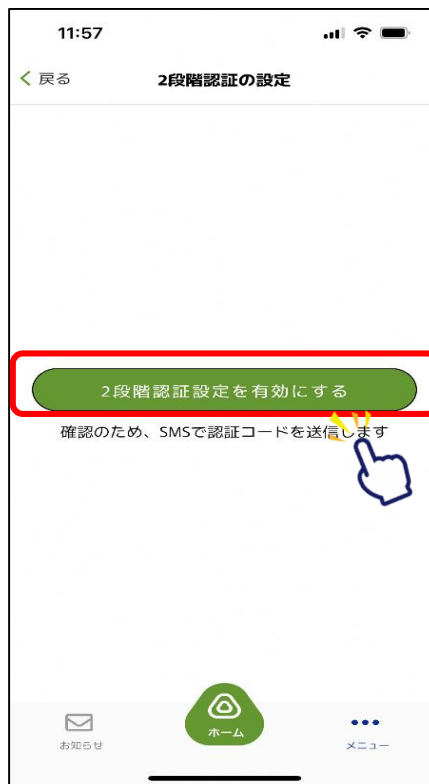 11:57
戻る
2段階認証の設定
2段階認証設定を有効にする
確認のため、SMSで認証コードを送信します
お知らせ
ホーム
メニュー